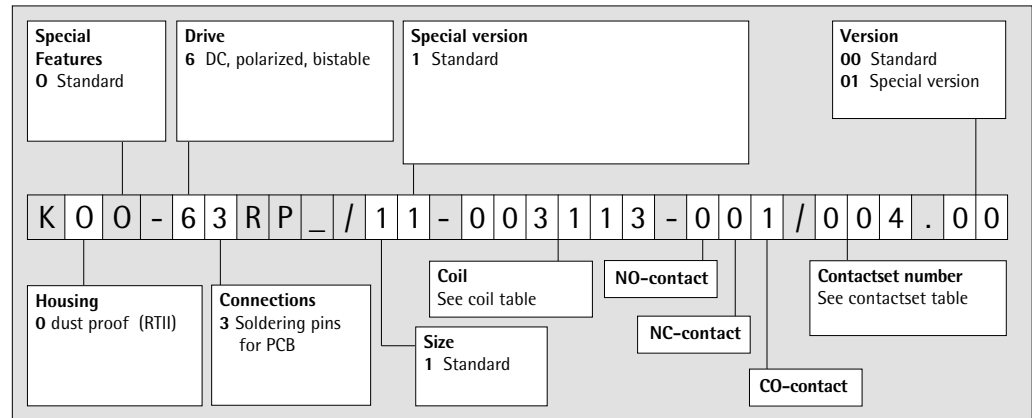 Special
Features
O Standard
Drive
6 DC, polarized, bistable
Special version
1 Standard
Version
00 Standard
01 Special version
K 0 O - 6 3 R P _ / 1 1 - 0 0 3 1 1 3 - 0 0 1 / 0 0 4 . 0 0
Housing
0 dust proof (RTII)
Connections
3 Soldering pins
for PCB
Size
1 Standard
Coil
See coil table
NO-contact
NC-contact
CO-contact
Contactset number
See contactset table